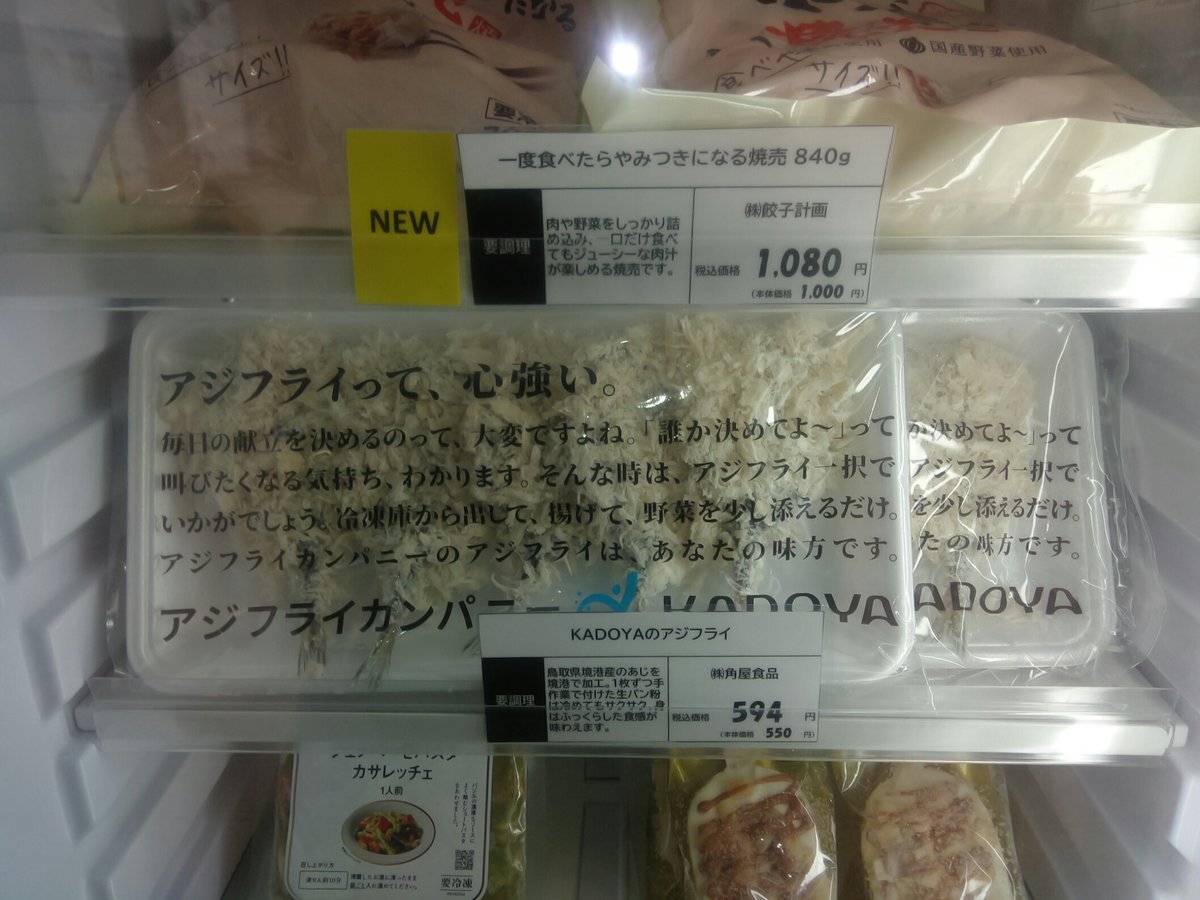 になる
サイズ!!
サイズ!!
国産野菜使用
NEW
一度食べたらやみつきになる焼売 840g
要調理
肉や野菜をしっかり詰
め込み、一口だけ食べ
てもジューシーな肉汁
が楽しめる焼売です。
㈱餃子計画
税込価格 1,080 円
(本体価格 1,000 円)
アジフライって、心強い。
毎日の献立を決めるのって、大変ですよね。「誰か決めてよ〜」って
叫びたくなる気持ち、わかります。そんな時は、アジフライ一択で
いかがでしょう。冷凍庫から出して、揚げて、野菜を少し添えるだけ。
アジフライカンパニーのアジフライは、あなたの味方です。
アジフライカンパニー KADOYA
か決めてよ〜」って
アジフライ一択で
を少し添えるだけ。
たの味方です。
KADOYA
KADOYAのアジフライ
要調理
鳥取県境港産のあじを
境港で加工。1枚ずつ手
作業で付けた生パン粉
は冷めてもサクサク、身
はふっくらした食感が
味わえます。
㈱角屋食品
税込価格 594 円
(本体価格 550 円)
カサレッチェ
1人前
召し上がり方
要冷凍